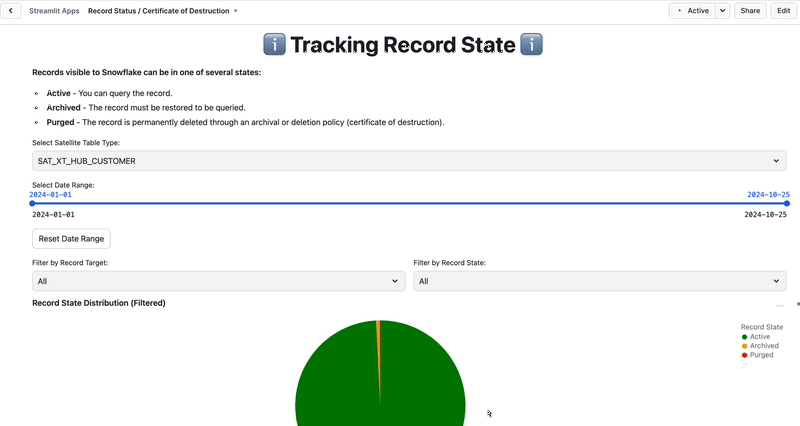 Streamlit Apps
Record Status / Certificate of Destruction
Active
Share
Edit
Tracking Record State
Records visible to Snowflake can be in one of several states:
Active - You can query the record.
Archived - The record must be restored to be queried.
Purged - The record is permanently deleted through an archival or deletion policy (certificate of destruction).
Select Satellite Table Type:
SAT_XT_HUB_CUSTOMER
Select Date Range:
2024-01-01
2024-10-25
2024-01-01
2024-10-25
Reset Date Range
Filter by Record Target:
Filter by Record State:
All
All
Record State Distribution (Filtered)
Record State
Active
Archived
Purged